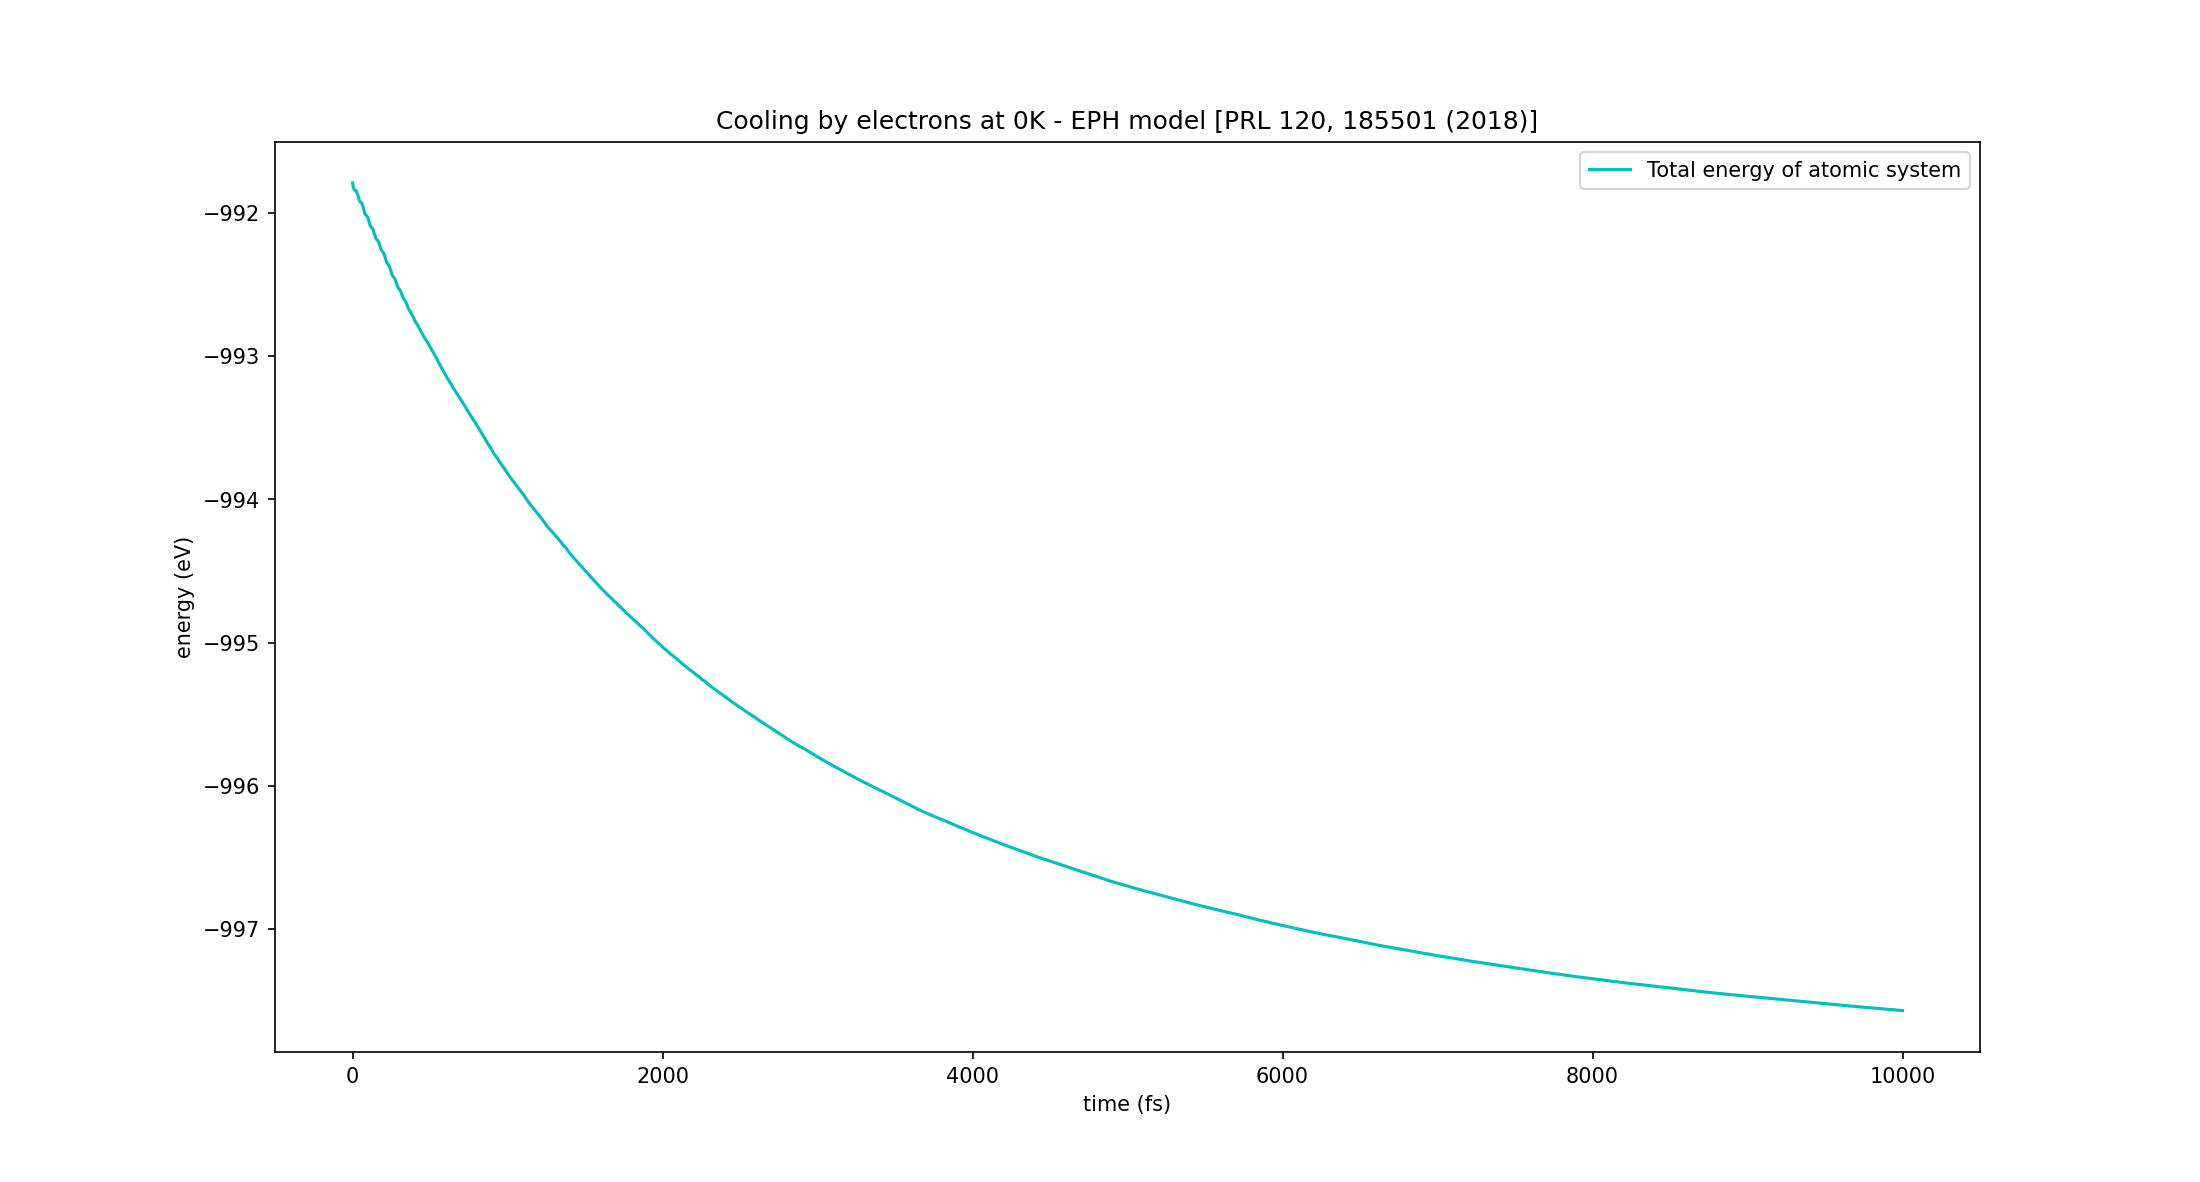 Cooling by electrons at 0K - EPH model [PRL 120, 185501 (2018)]
Total energy of atomic system
−992
−993
−994
−995
−996
−997
energy (eV)
0 2000 4000 6000 8000 10000
time (fs)